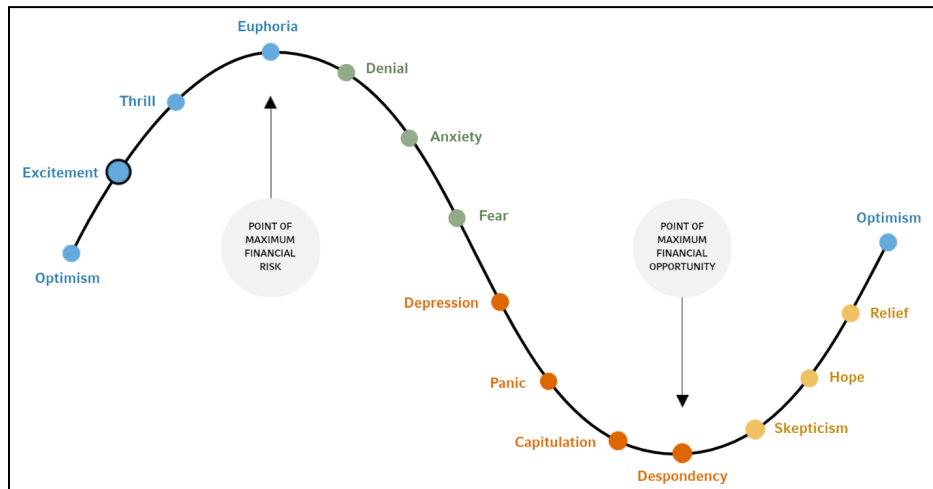 Euphoria
Denial
Thrill
Anxiety
Excitement
Fear
Optimism
POINT OF
MAXIMUM
FINANCIAL
RISK
POINT OF
MAXIMUM
FINANCIAL
OPPORTUNITY
Optimism
Depression
Relief
Panic
Hope
Capitulation
Skepticism
Despondency